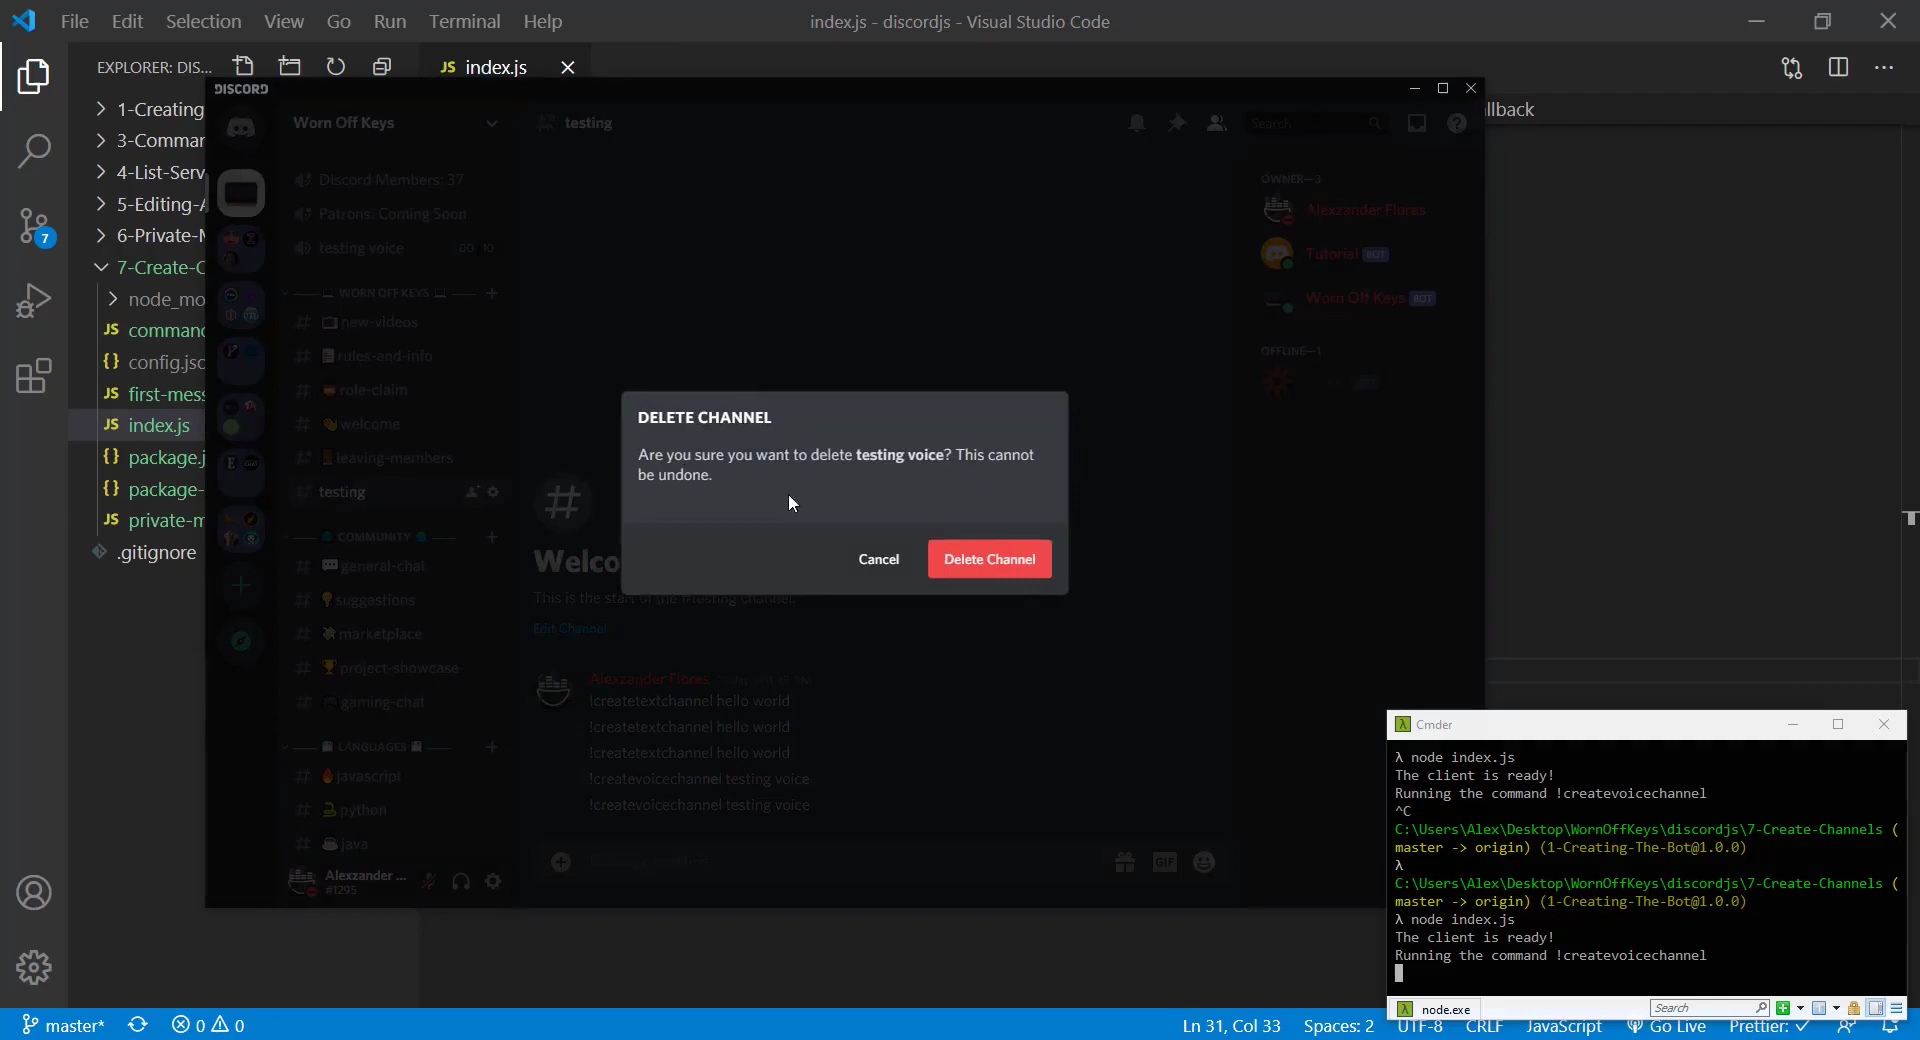 File Edit Selection View Go Run Terminal Help
index.js - discordjs - Visual Studio Code
EXPLORER: DIS...
JS index.js
llback
1-Creating
3-Commar
4-List-Serv
5-Editing-A
6-Private-M
7-Create-C
node_mo
JS command
{} config.jso
JS first-mess
JS index.js
{} package.j
{} package-
JS private-m
.gitignore
7
DISCORD
Worn Off Keys
# testing
Search
Discord Members: 37
Patrons: Coming Soon
testing voice 00 10
WORN OFF KEYS
new-videos
rules-and-info
role-claim
welcome
leaving-members
testing
COMMUNITY
general-chat
suggestions
marketplace
project-showcase
gaming-chat
LANGUAGES
javascript
python
java
Alexzander ...
#1295
OWNER—3
Alexzander Flores
Tutorial BOT
Worn Off Keys BOT
OFFLINE—1
DELETE CHANNEL
Are you sure you want to delete testing voice? This cannot
be undone.
Cancel Delete Channel
Welco
This is the start of the #testing channel.
Edit Channel
Alexzander Flores
!createtextchannel hello world
!createtextchannel hello world
!createtextchannel hello world
!createvoicechannel testing voice
!createvoicechannel testing voice
GIF
Cmder
λ node index.js
The client is ready!
Running the command !createvoicechannel
^C
C:\Users\Alex\Desktop\WornOffKeys\discordjs\7-Create-Channels (
master -> origin) (1-Creating-The-Bot@1.0.0)
λ
C:\Users\Alex\Desktop\WornOffKeys\discordjs\7-Create-Channels (
master -> origin) (1-Creating-The-Bot@1.0.0)
λ node index.js
The client is ready!
Running the command !createvoicechannel
node.exe
Search
master* 0 0
Ln 31, Col 33 Spaces: 2 UTF-8 CRLF JavaScript Go Live Prettier: ✓